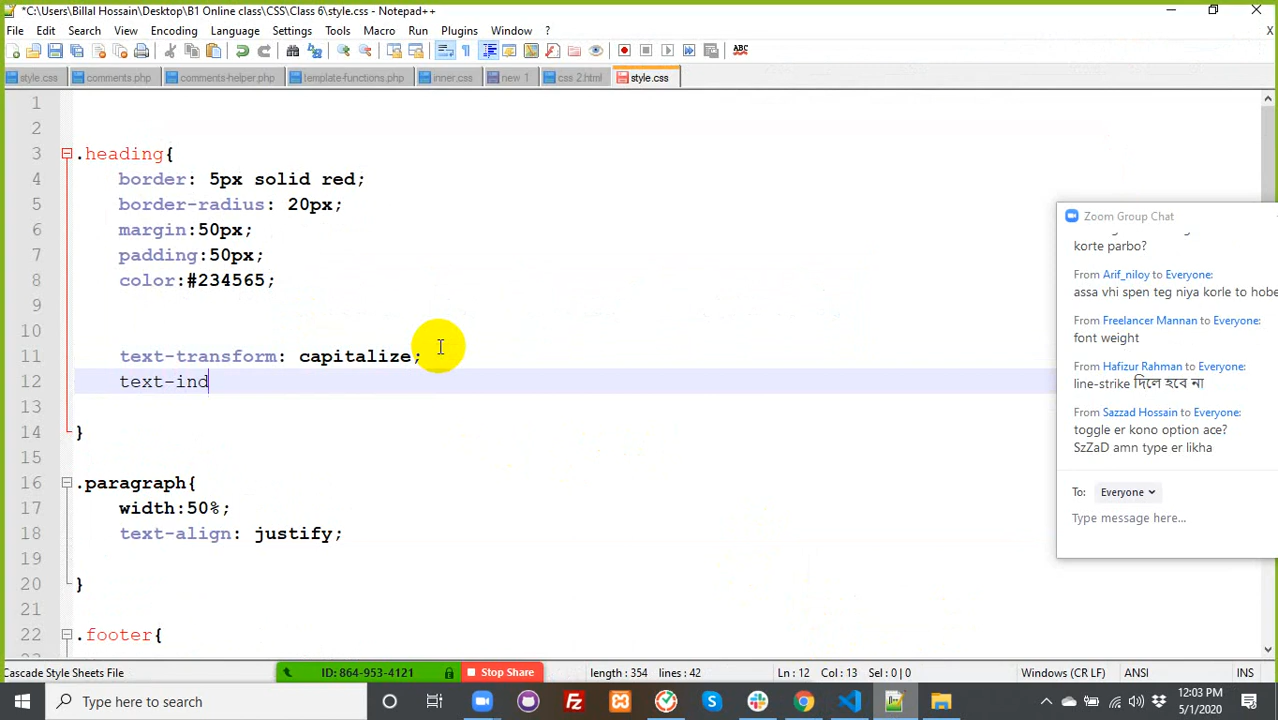 *C:\Users\Billal Hossain\Desktop\B1 Online class\CSS\Class 6\style.css - Notepad++
File Edit Search View Encoding Language Settings Tools Macro Run Plugins Window ?
X
ABC
style.css comments.php comments-helper.php template-functions.php inner.css new 1 css 2.html style.css
1
2
3 .heading{
4 border: 5px solid red;
5 border-radius: 20px;
6 margin:50px;
7 padding:50px;
8 color:#234565;
9
10
11 text-transform: capitalize;
12 text-ind
13
14 }
15
16 .paragraph{
17 width:50%;
18 text-align: justify;
19
20 }
21
22 .footer{
Zoom Group Chat
korte parbo?
From Arif_niloy to Everyone:
assa vhi spen teg niya korle to hobe
From Freelancer Mannan to Everyone:
font weight
From Hafizur Rahman to Everyone:
line-strike দিলে হবে না
From Sazzad Hossain to Everyone:
toggle er kono option ace?
SzZaD amn type er likha
To: Everyone
Type message here...
Cascade Style Sheets File
ID: 864-953-4121
Stop Share
length : 354 lines : 42
Ln : 12 Col : 13 Sel : 0 | 0
Windows (CR LF)
ANSI
INS
Type here to search
12:03 PM
5/1/2020